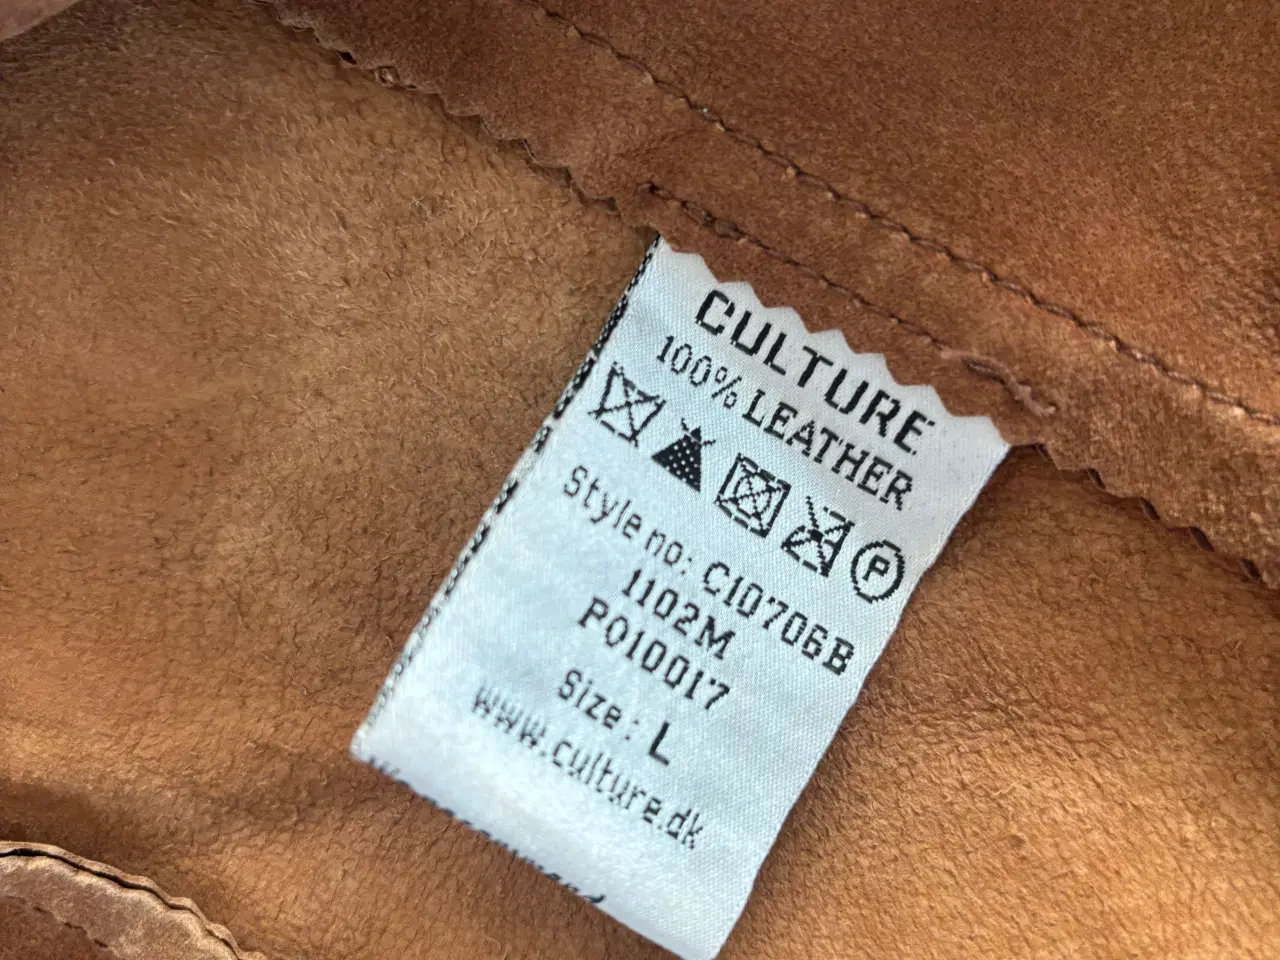 CULTURE
100% LEATHER
P
Style no: C10706B
1102M
P010017
Size: L
www.culture.dk